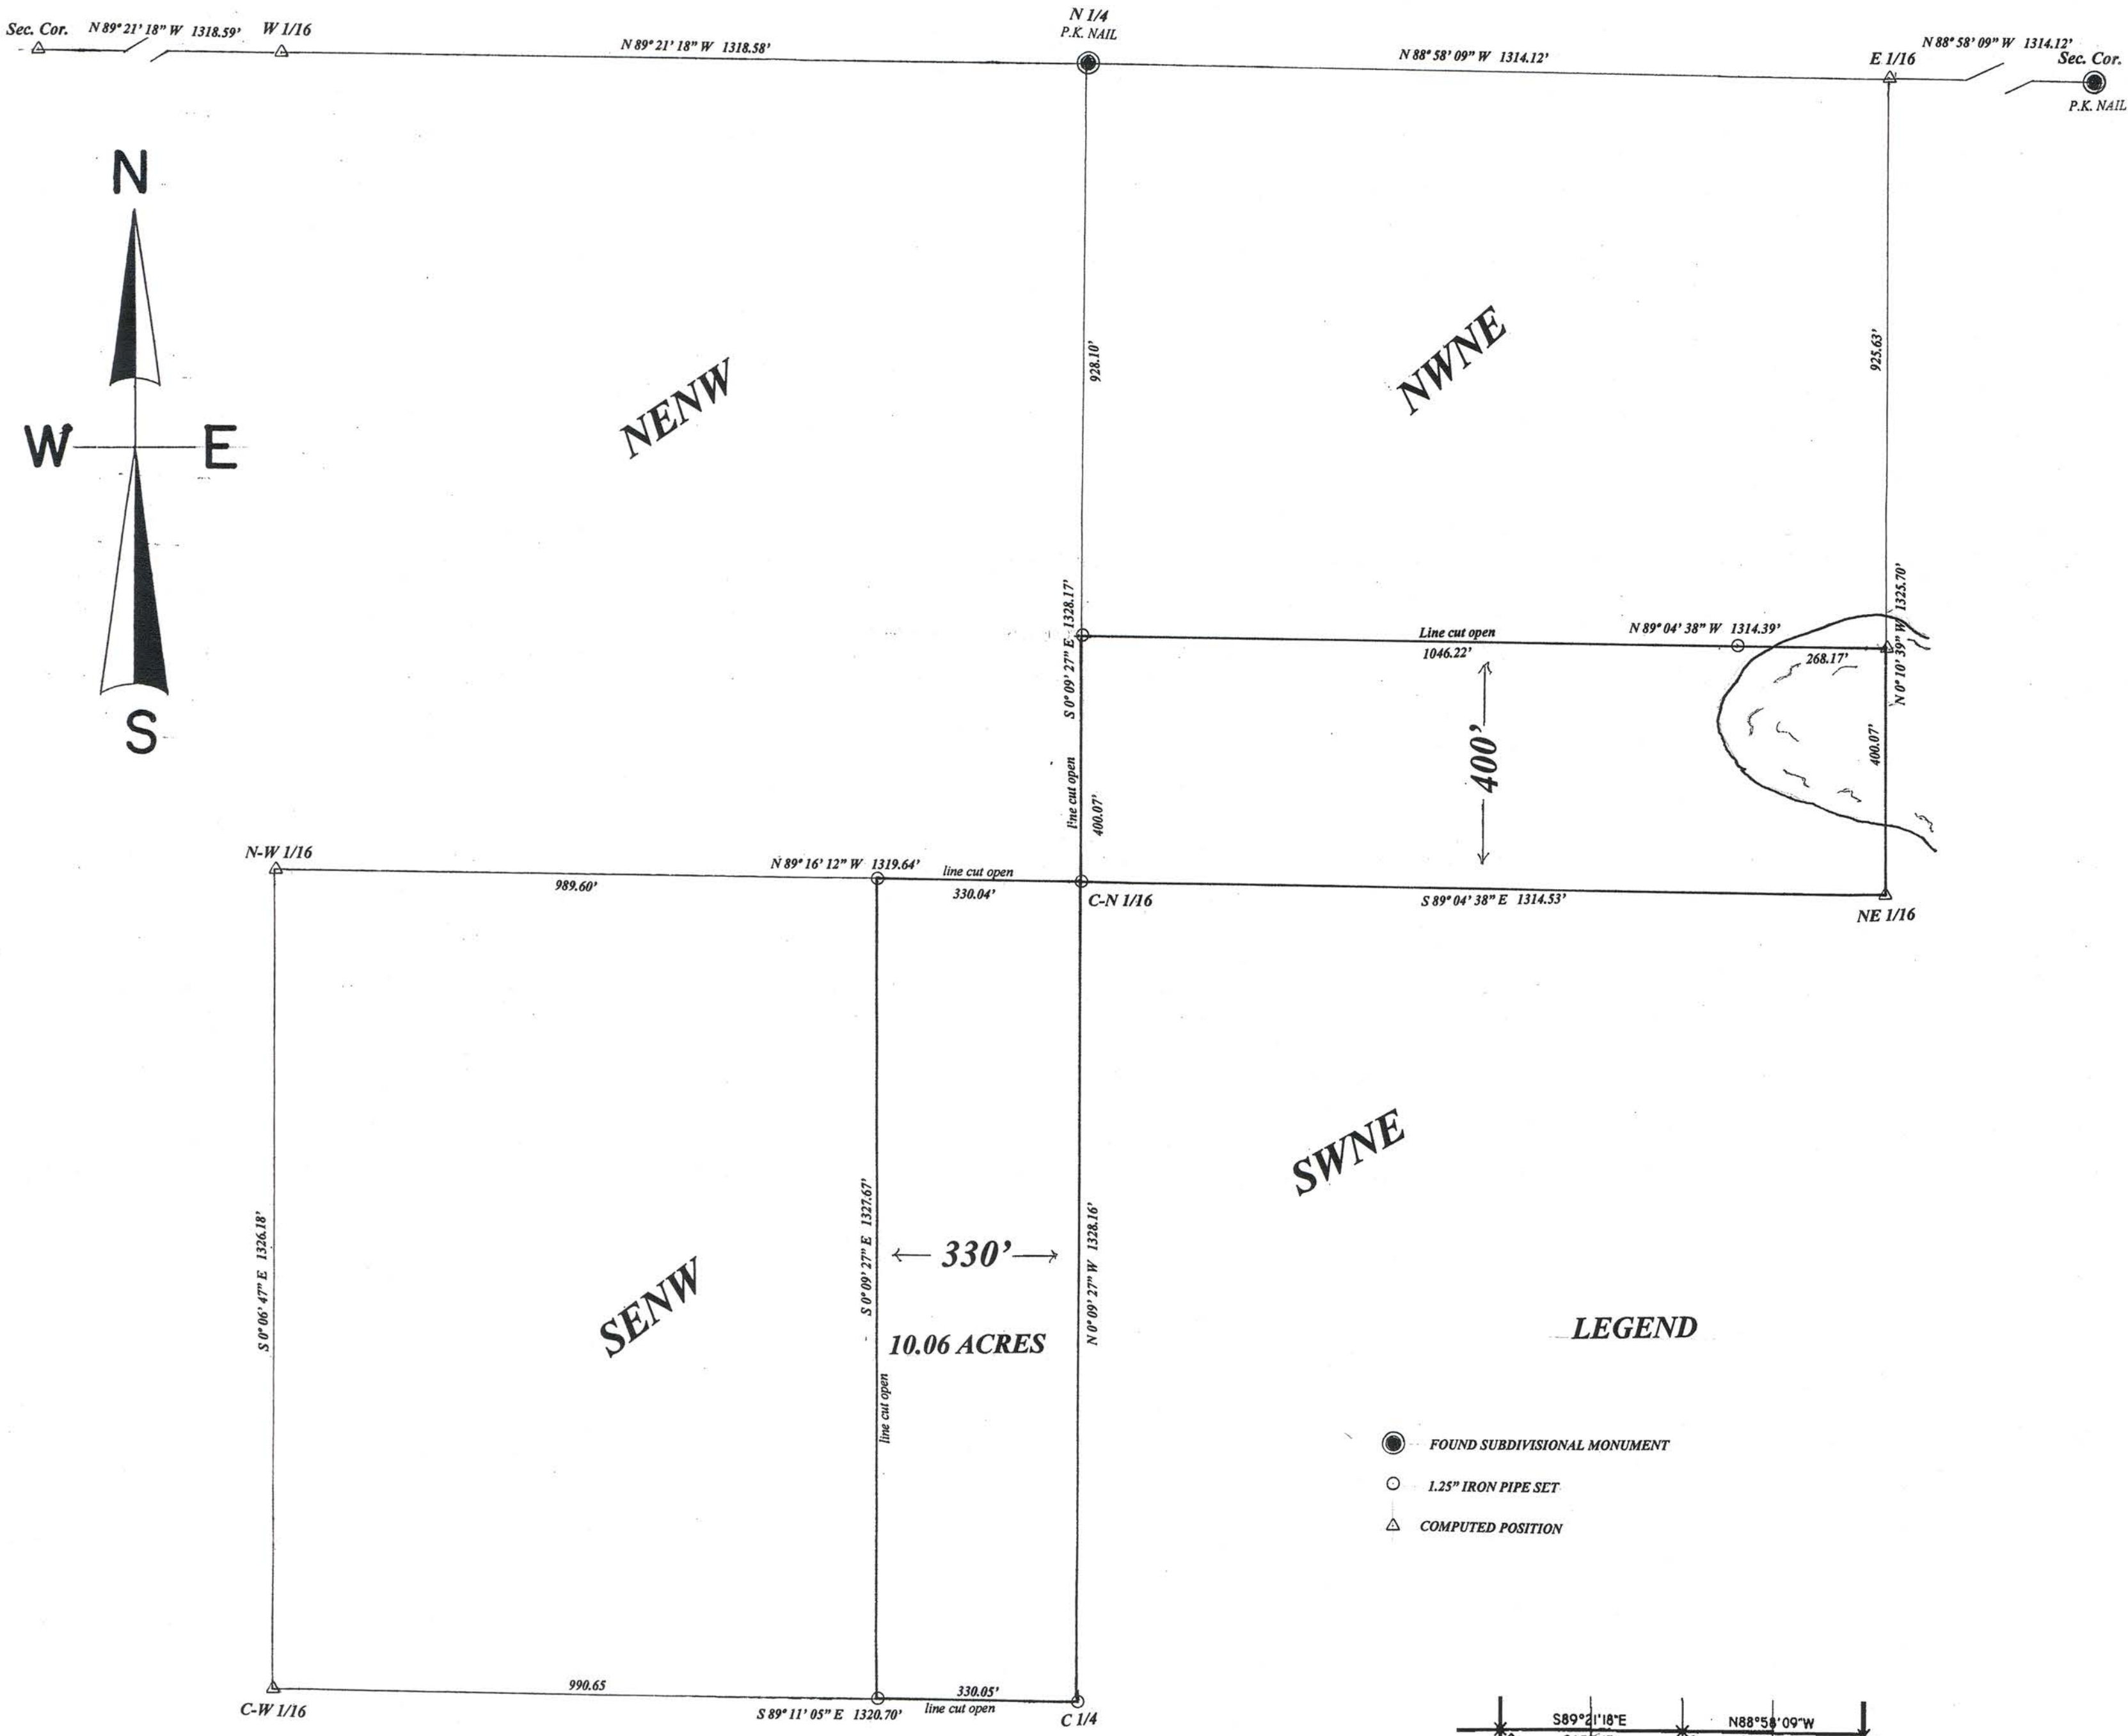 Sec. Cor. N 89° 21' 18" W 1318.59' W 1/16
N 89° 21' 18" W 1318.58'
N 1/4
P.K. NAIL
N 88° 58' 09" W 1314.12'
E 1/16
N 88° 58' 09" W 1314.12'
Sec. Cor.
P.K. NAIL
N
W E
S
NENW
NWNE
928.10'
925.63'
S 0° 09' 27" E 1328.17'
line cut open
400.07'
Line cut open
1046.22'
N 89° 04' 38" W 1314.39'
268.17'
N 0° 10' 39" W 1325.70'
400.07'
400'
N-W 1/16
989.60'
N 89° 16' 12" W 1319.64'
line cut open
330.04'
C-N 1/16
S 89° 04' 38" E 1314.53'
NE 1/16
S 0° 06' 47" E 1326.18'
SENW
S 0° 09' 27" E 1327.67'
line cut open
330'
10.06 ACRES
N 0° 09' 27" W 1328.16'
SWNE
LEGEND
FOUND SUBDIVISIONAL MONUMENT
1.25" IRON PIPE SET
COMPUTED POSITION
C-W 1/16
990.65
S 89° 11' 05" E 1320.70'
330.05'
line cut open
C 1/4
S89°21'18"E
N88°58'09"W